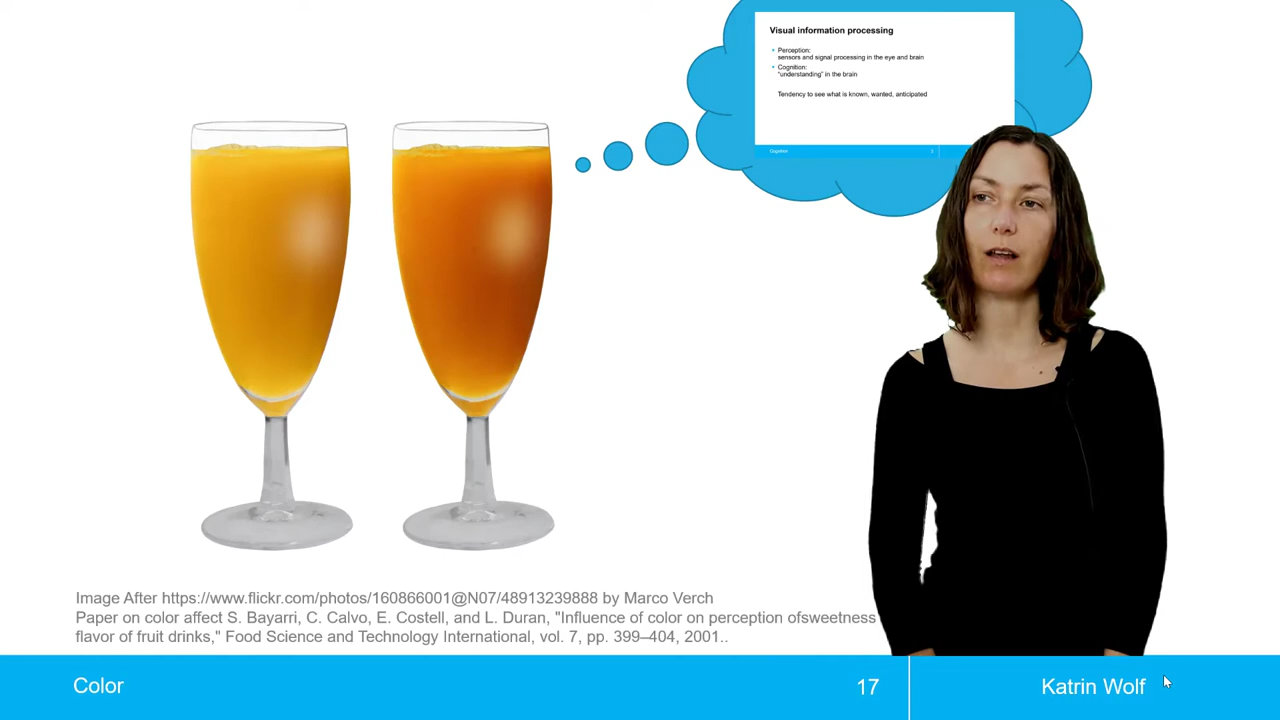 Visual information processing
Perception:
sensors and signal processing in the eye and brain
Cognition:
"understanding" in the brain
Tendency to see what is known, wanted, anticipated
Cognition
Image After https://www.flickr.com/photos/160866001@N07/48913239888 by Marco Verch
Paper on color affect S. Bayarri, C. Calvo, E. Costell, and L. Duran, "Influence of color on perception ofsweetness
flavor of fruit drinks," Food Science and Technology International, vol. 7, pp. 399–404, 2001..
Color 17 Katrin Wolf